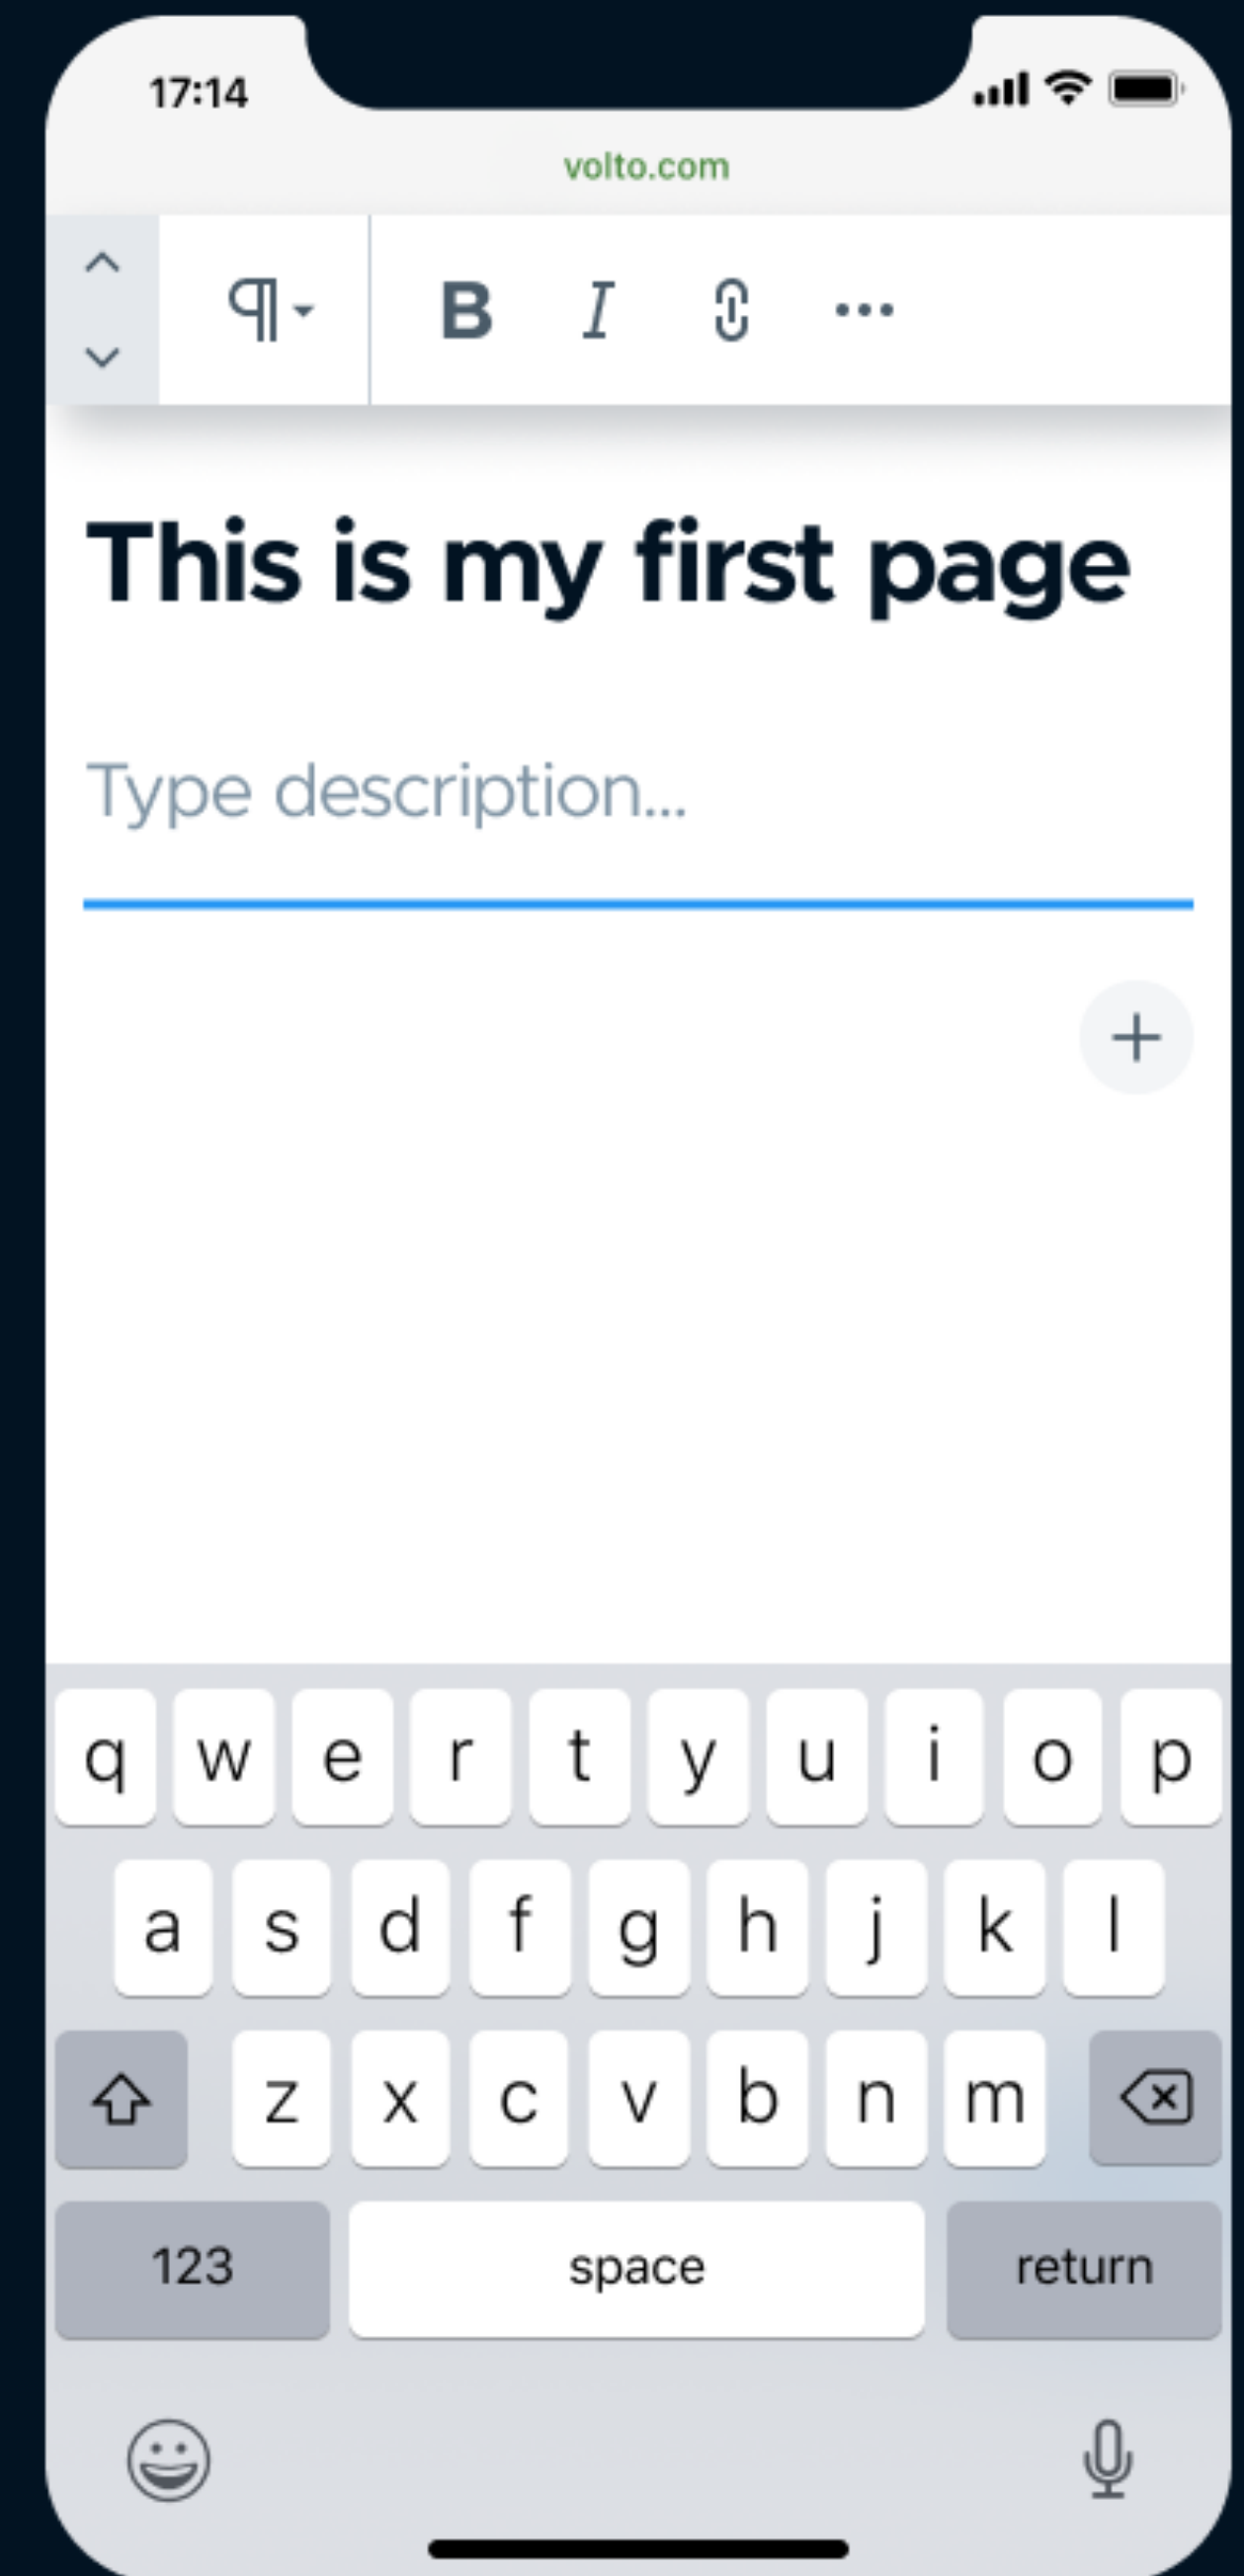 17:14
volto.com
¶ B I
This is my first page
Type description...
q w e r t y u i o p
a s d f g h j k l
z x c v b n m
123 space return